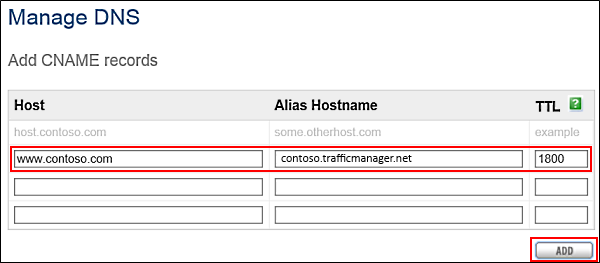 Manage DNS
Add CNAME records
Host Alias Hostname TTL ?
host.contoso.com some.otherhost.com example
www.contoso.com contoso.trafficmanager.net 1800
ADD